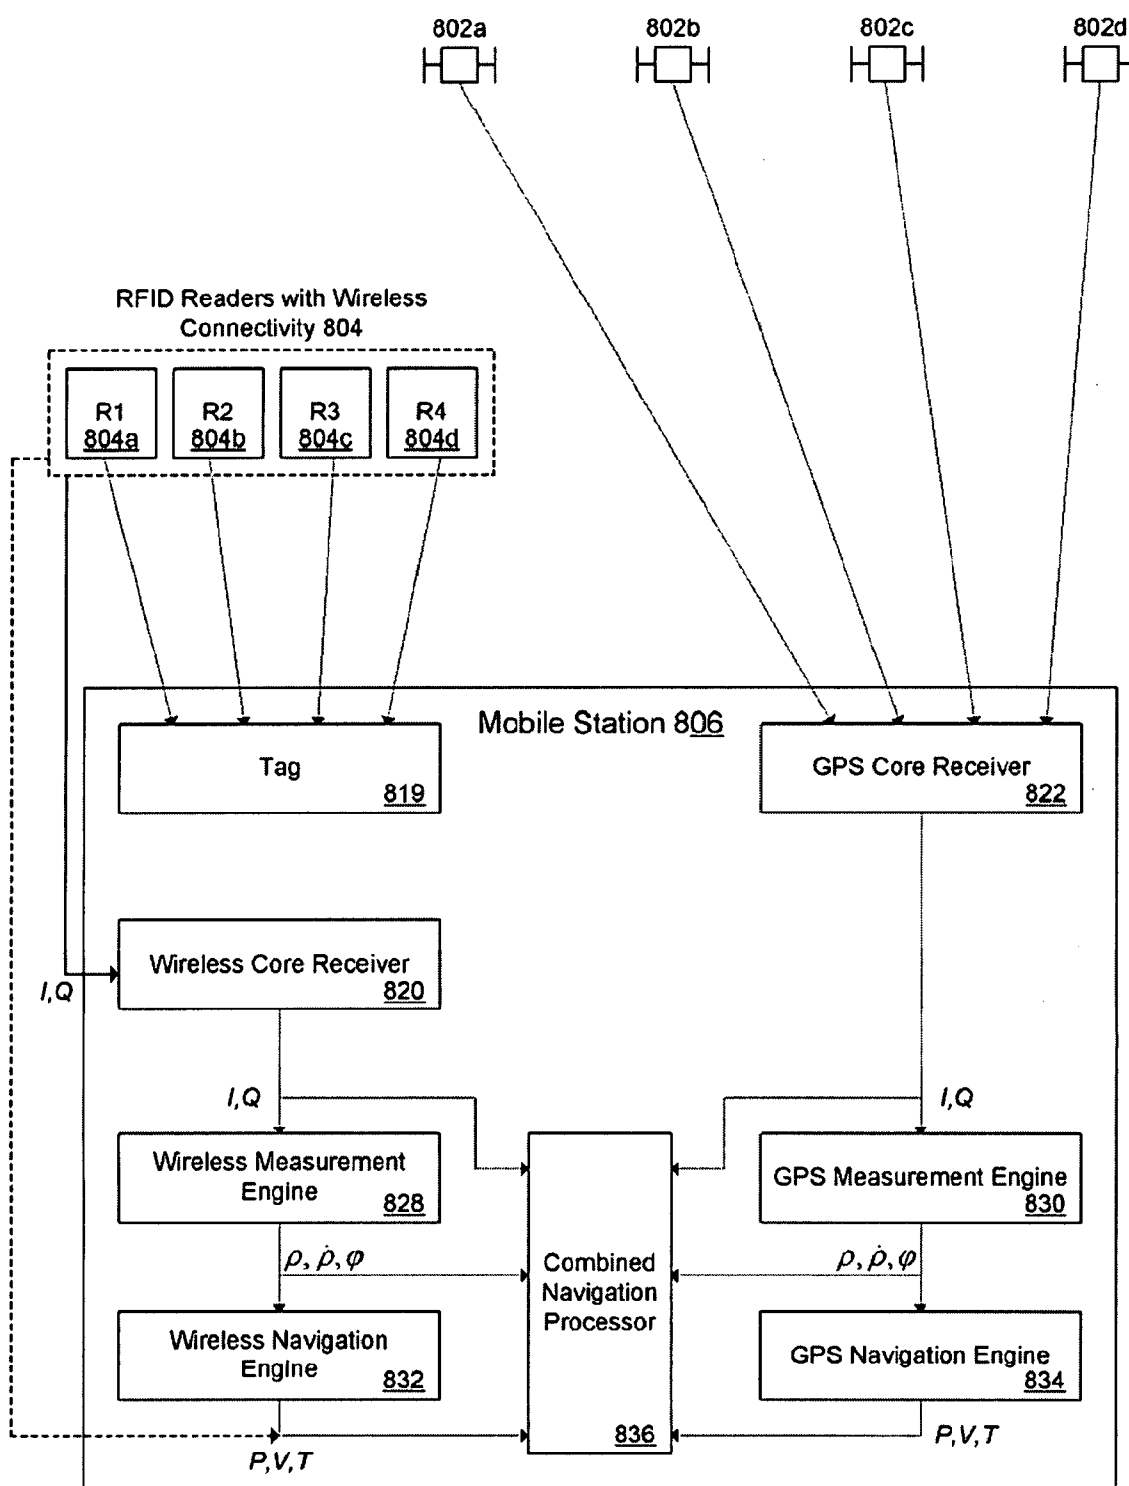 802a
802b
802c
802d
RFID Readers with Wireless
Connectivity 804
R1
804a
R2
804b
R3
804c
R4
804d
Mobile Station 806
Tag
819
GPS Core Receiver
822
Wireless Core Receiver
820
I,Q
I,Q
I,Q
Wireless Measurement
Engine
828
GPS Measurement Engine
830
ρ, ρ̇, φ
ρ, ρ̇, φ
Combined
Navigation
Processor
836
Wireless Navigation
Engine
832
GPS Navigation Engine
834
P,V,T
P,V,T